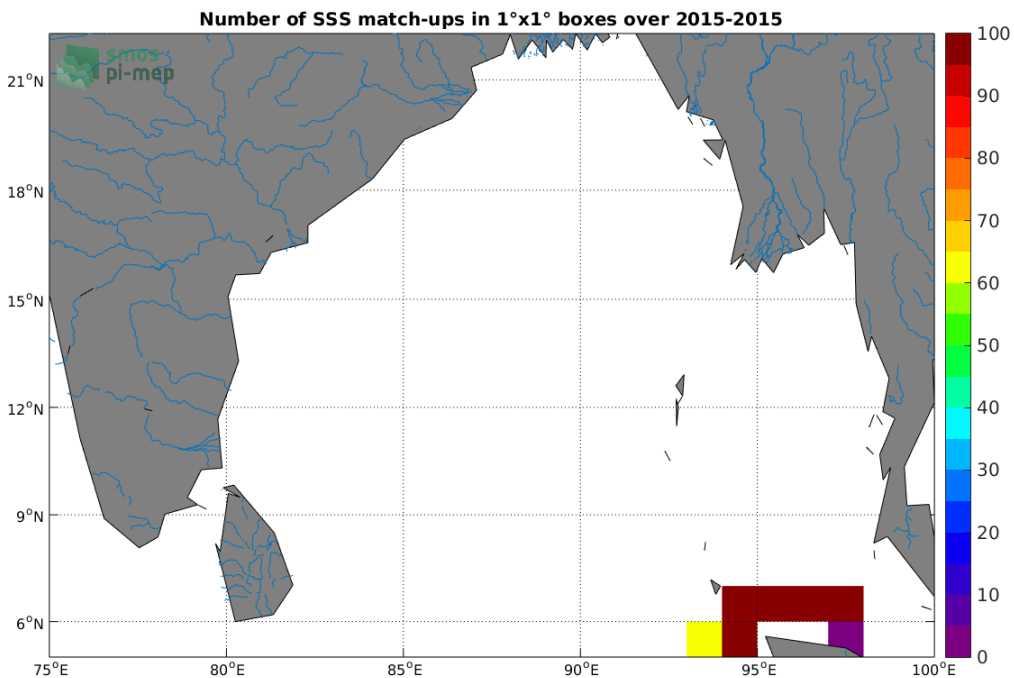 Number of SSS match-ups in 1°x1° boxes over 2015-2015
smos
pi-mep
21°N
18°N
15°N
12°N
9°N
6°N
75°E
80°E
85°E
90°E
95°E
100°E
100
90
80
70
60
50
40
30
20
10
0